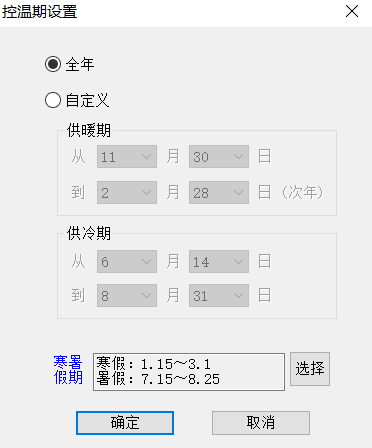 控温期设置
全年
自定义
供暖期
从 11 月 30 日
到 2 月 28 日 (次年)
供冷期
从 6 月 14 日
到 8 月 31 日
寒暑
假期
寒假：1.15～3.1
暑假：7.15～8.25
选择
确定 取消